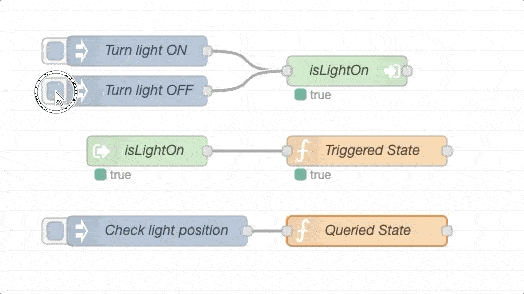 Turn light ON
isLightOn
Turn light OFF
true
isLightOn
Triggered State
true
true
Check light position
Queried State